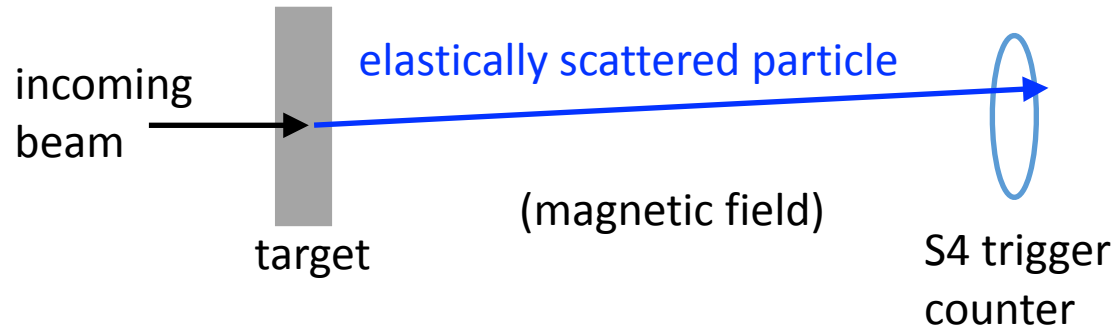 elastically scattered particle
incoming
beam
(magnetic field)
target
S4 trigger
counter